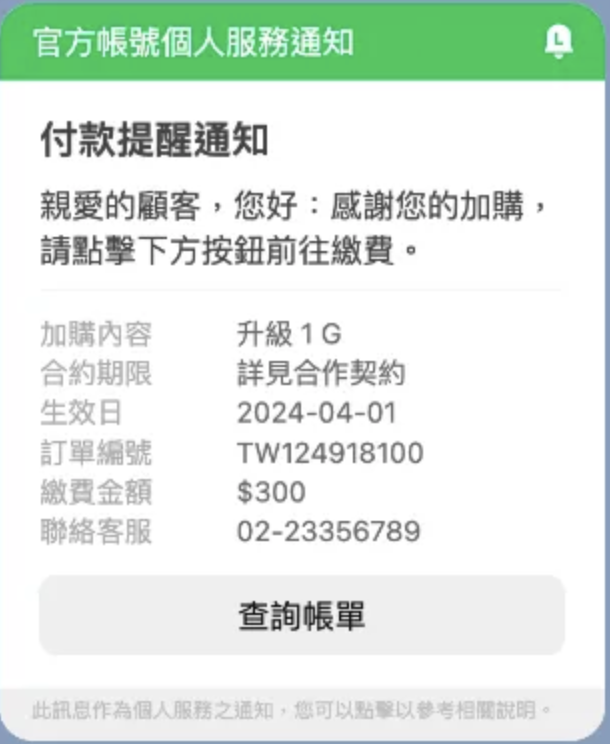 官方帳號個人服務通知
付款提醒通知
親愛的顧客，您好：感謝您的加購，
請點擊下方按鈕前往繳費。
加購內容 升級 1 G
合約期限 詳見合作契約
生效日 2024-04-01
訂單編號 TW124918100
繳費金額 $300
聯絡客服 02-23356789
查詢帳單
此訊息作為個人服務之通知，您可以點擊以參考相關說明。